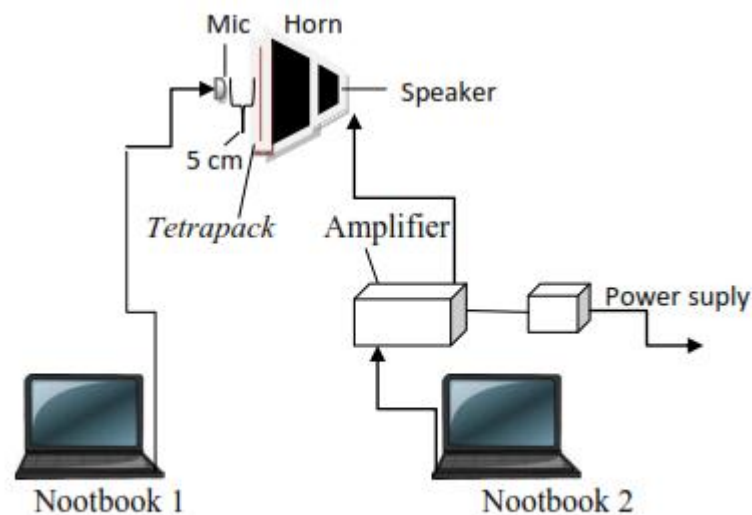 Mic Horn
Speaker
5 cm
Tetrapack
Amplifier
Power suply
Nootbook 1
Nootbook 2